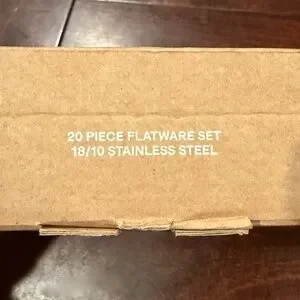 20 PIECE FLATWARE SET
18/10 STAINLESS STEEL